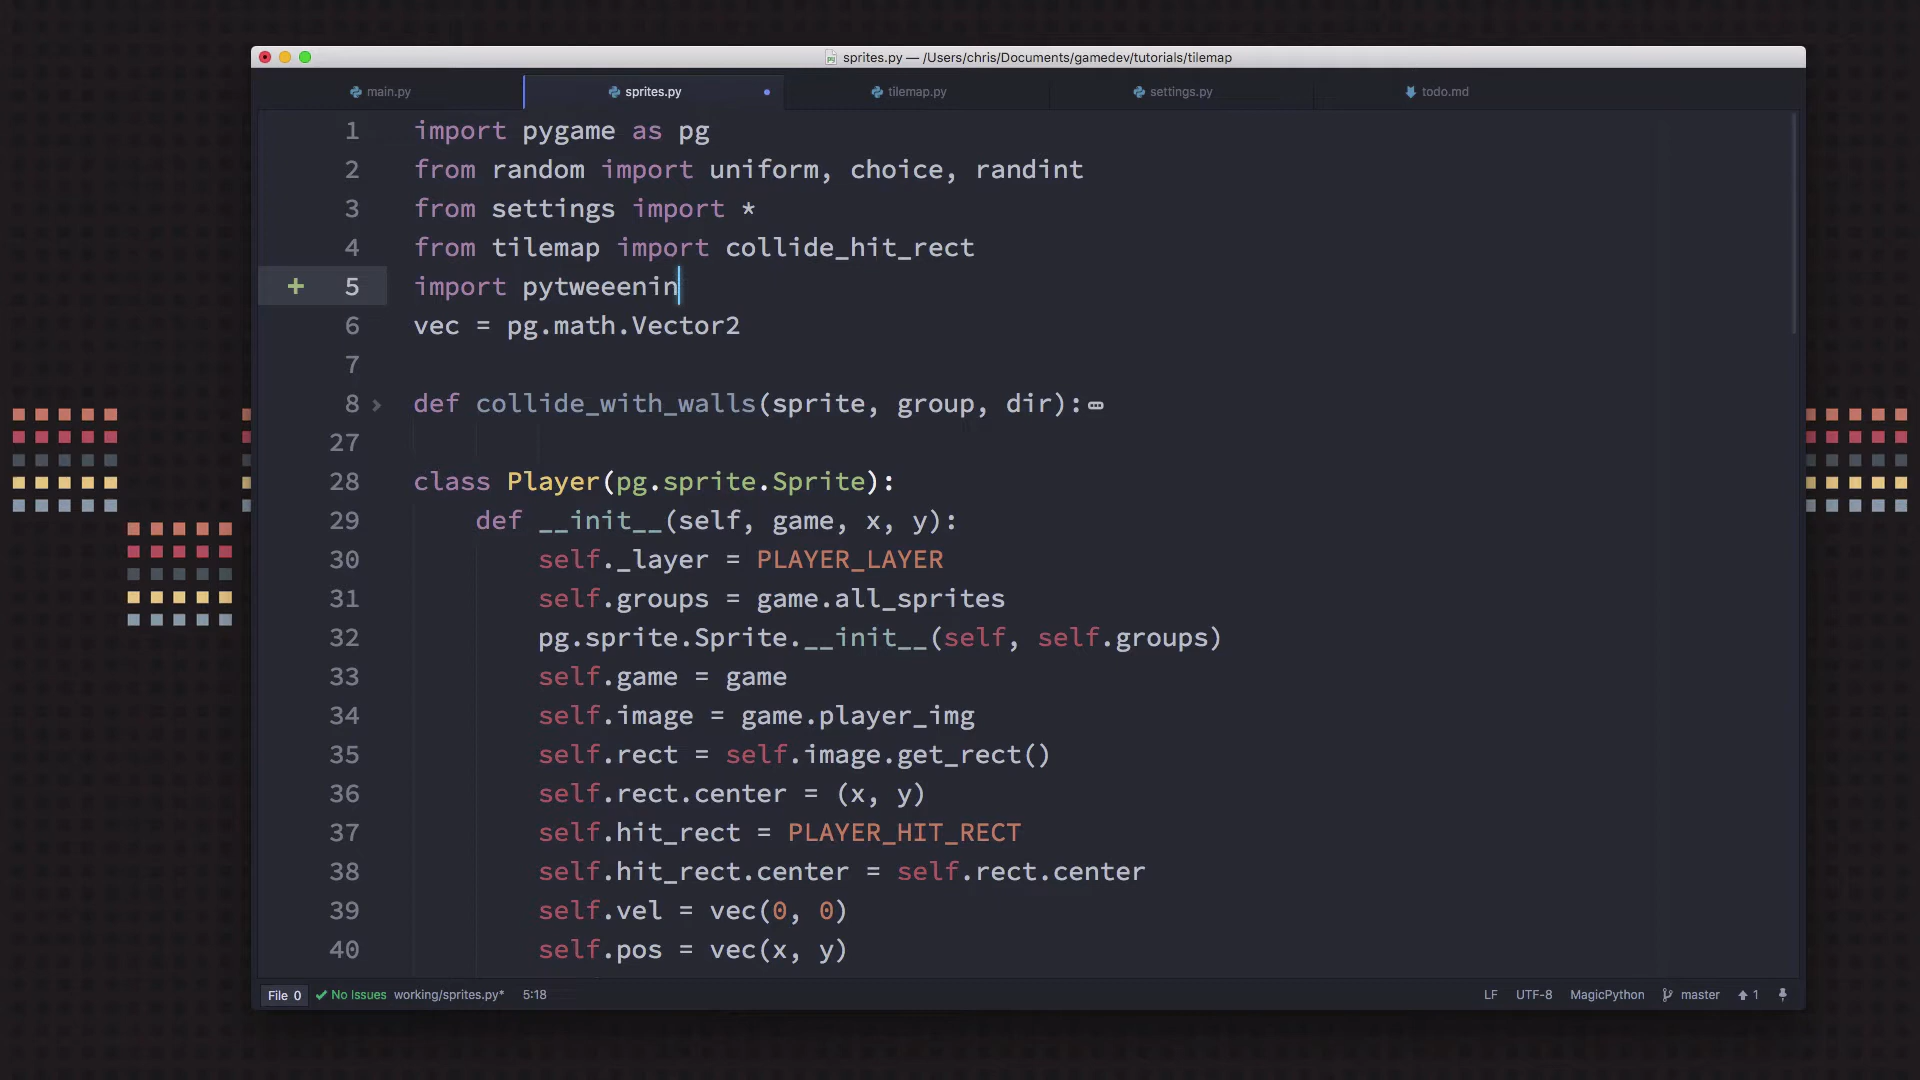 sprites.py — /Users/chris/Documents/gamedev/tutorials/tilemap
main.py sprites.py tilemap.py settings.py todo.md
1 import pygame as pg
2 from random import uniform, choice, randint
3 from settings import *
4 from tilemap import collide_hit_rect
+ 5 import pytweeenin
6 vec = pg.math.Vector2
7
8 def collide_with_walls(sprite, group, dir):
27
28 class Player(pg.sprite.Sprite):
29 def __init__(self, game, x, y):
30 self._layer = PLAYER_LAYER
31 self.groups = game.all_sprites
32 pg.sprite.Sprite.__init__(self, self.groups)
33 self.game = game
34 self.image = game.player_img
35 self.rect = self.image.get_rect()
36 self.rect.center = (x, y)
37 self.hit_rect = PLAYER_HIT_RECT
38 self.hit_rect.center = self.rect.center
39 self.vel = vec(0, 0)
40 self.pos = vec(x, y)
File 0 No Issues working/sprites.py* 5:18 LF UTF-8 MagicPython master 1